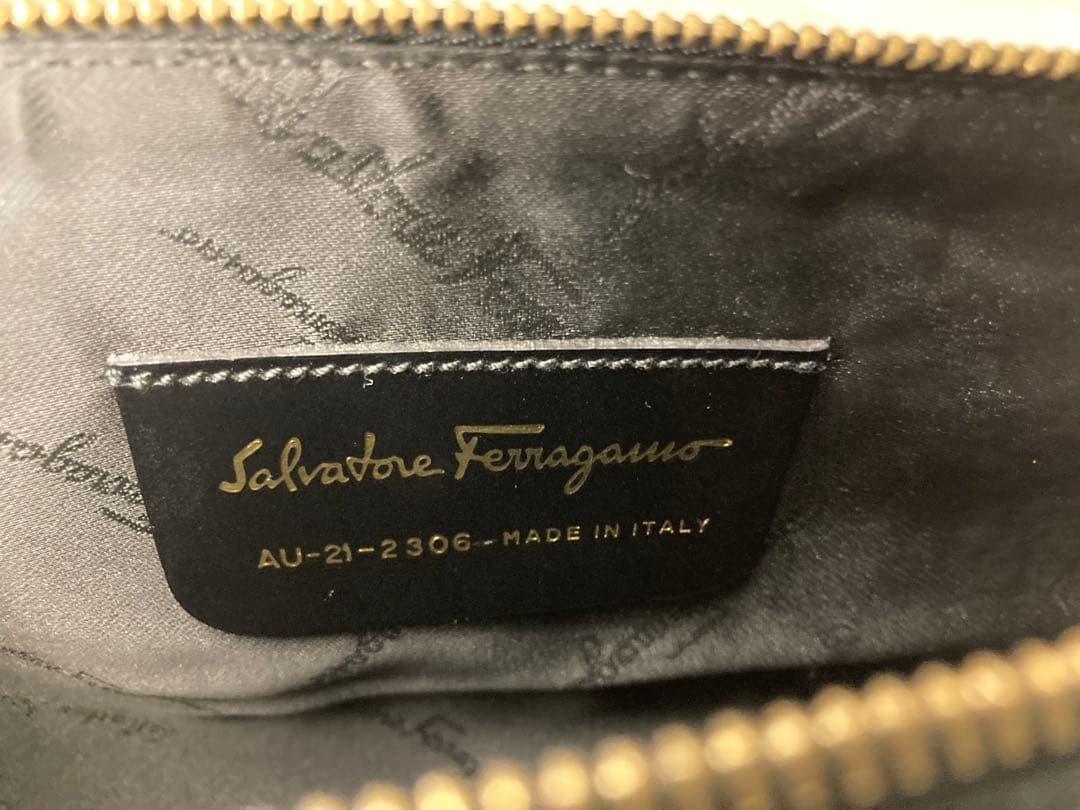 Salvatore Ferragamo
AU-21-2306-MADE IN ITALY